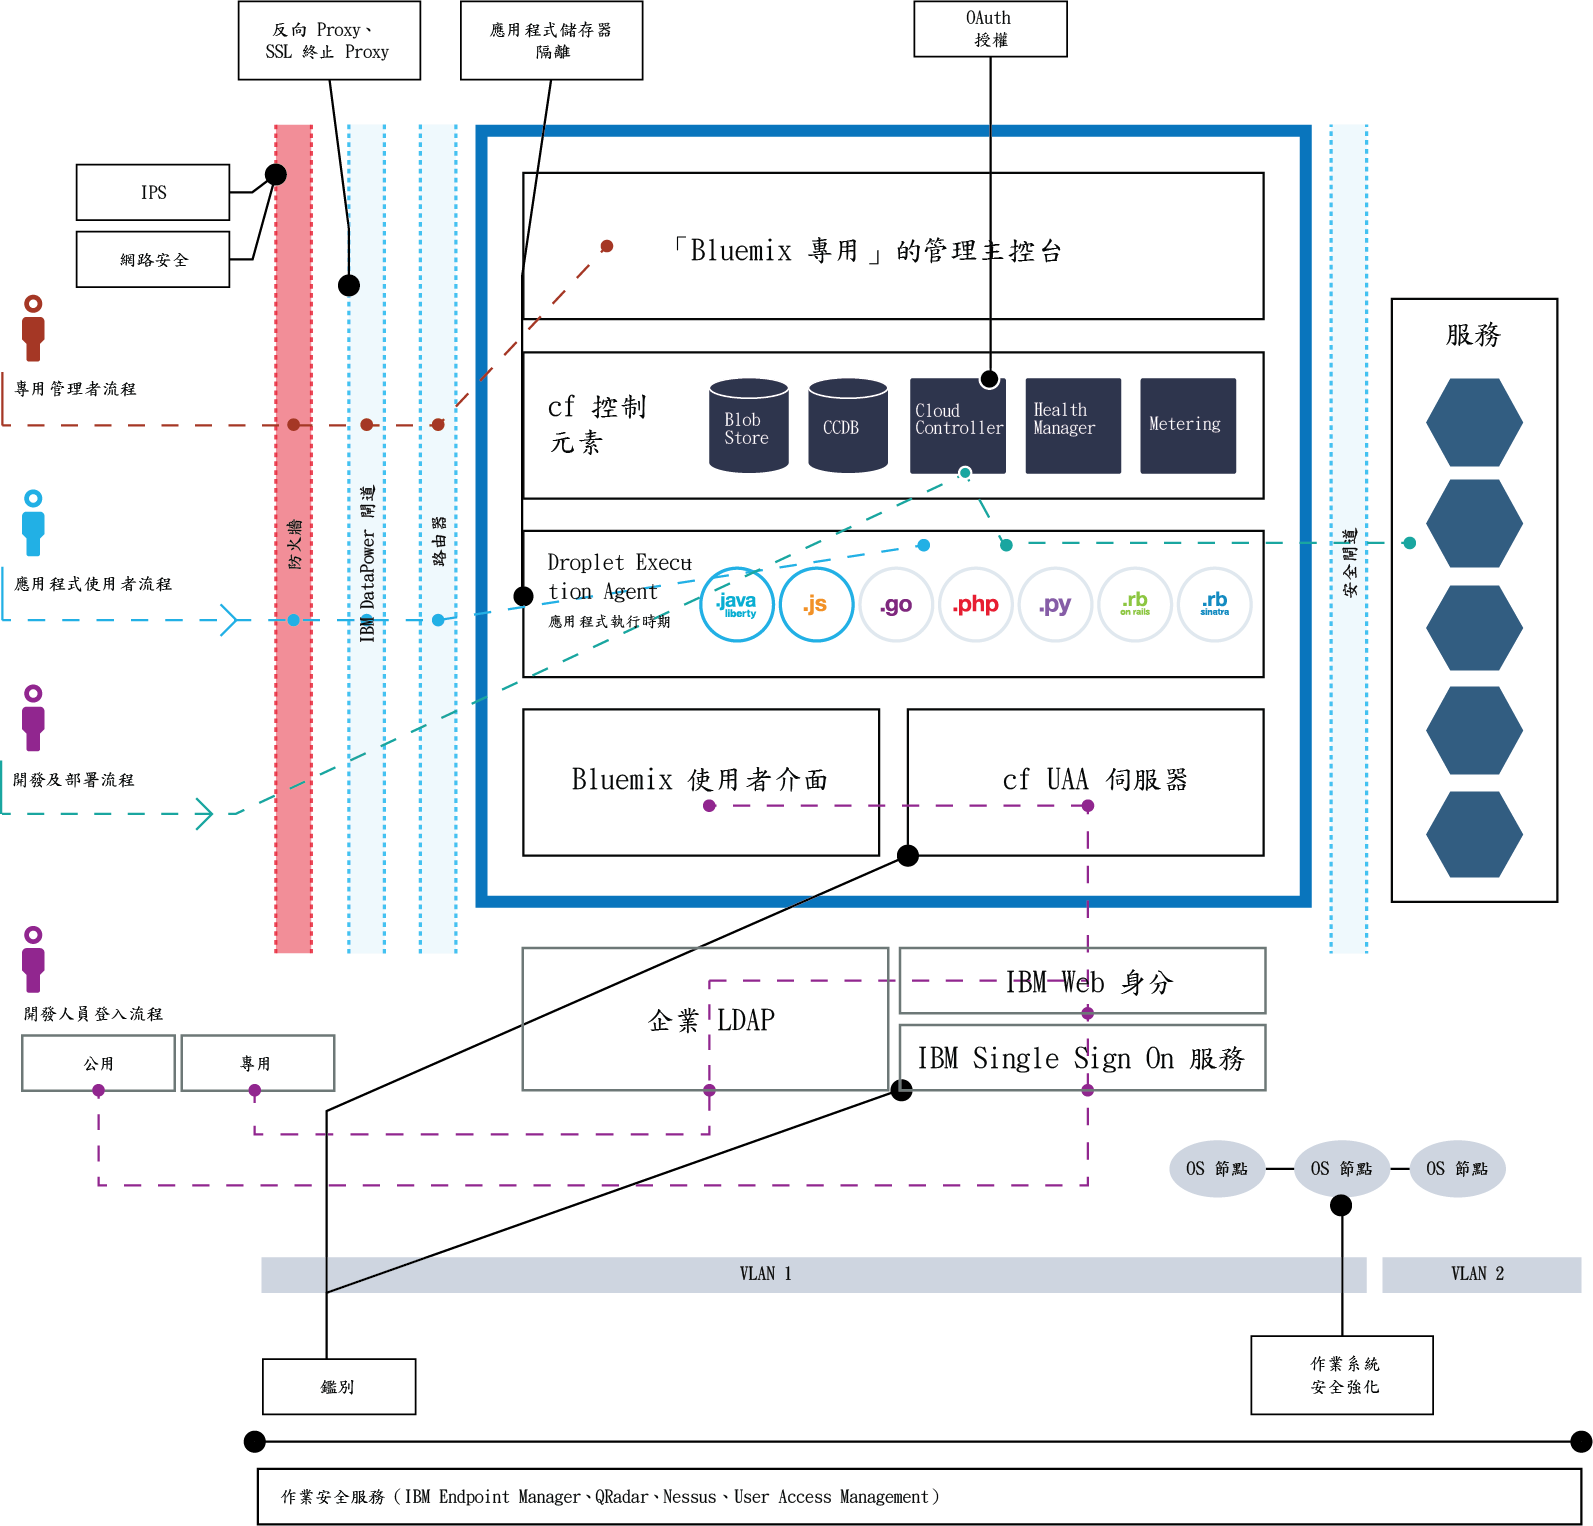 反向 Proxy、
SSL 終止 Proxy
應用程式儲存器
隔離
OAuth
授權
IPS
網路安全
「Bluemix 專用」的管理主控台
專用管理者流程
cf 控制
元素
Blob
Store
CCDB
Cloud
Controller
Health
Manager
Metering
服務
防火牆
IBM DataPower 閘道
路由器
安全閘道
應用程式使用者流程
Droplet Execu
tion Agent
應用程式執行時期
.java
liberty
.js
.go
.php
.py
.rb
on rails
.rb
sinatra
開發及部署流程
Bluemix 使用者介面
cf UAA 伺服器
開發人員登入流程
公用
專用
企業 LDAP
IBM Web 身分
IBM Single Sign On 服務
OS 節點
OS 節點
OS 節點
VLAN 1
VLAN 2
鑑別
作業系統
安全強化
作業安全服務（IBM Endpoint Manager、QRadar、Nessus、User Access Management）